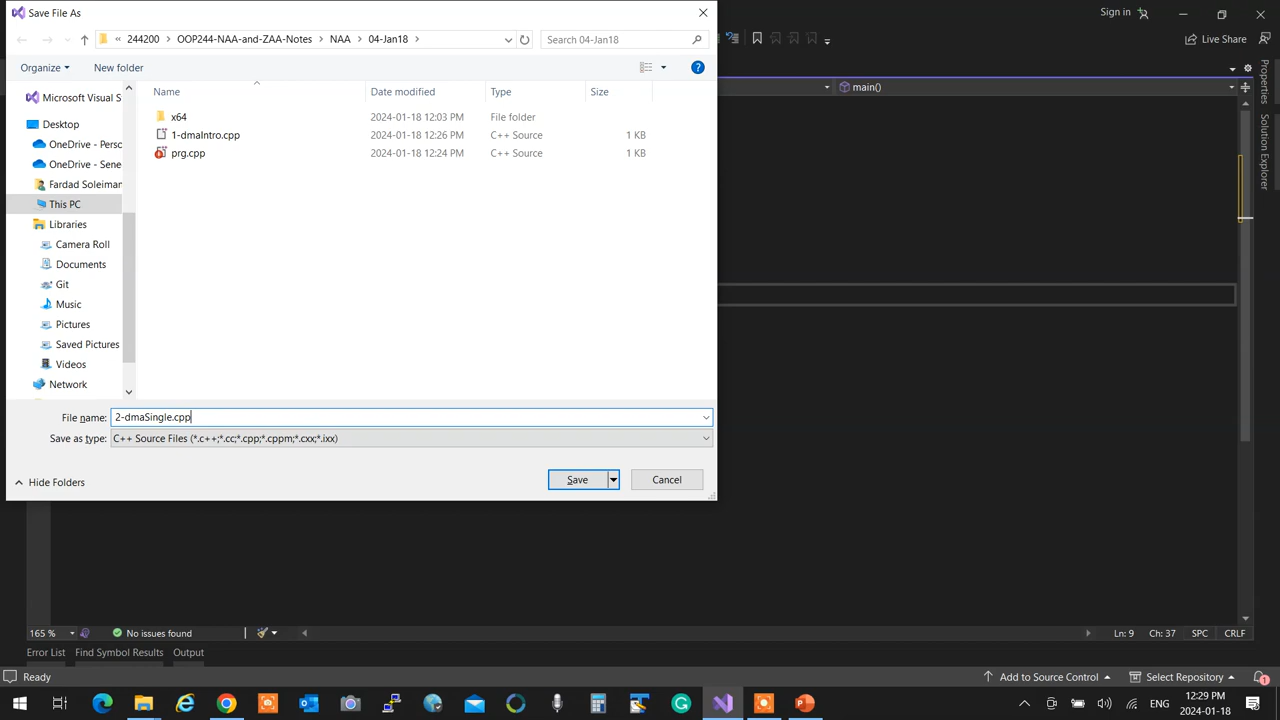 Save File As
Sign in
« 244200 > OOP244-NAA-and-ZAA-Notes > NAA > 04-Jan18 >
Search 04-Jan18
Live Share
Organize
New folder
?
main()
Microsoft Visual S
Desktop
OneDrive - Perso
OneDrive - Sene
Fardad Soleiman
This PC
Libraries
Camera Roll
Documents
Git
Music
Pictures
Saved Pictures
Videos
Network
Name Date modified Type Size
x64 2024-01-18 12:03 PM File folder
1-dmaIntro.cpp 2024-01-18 12:26 PM C++ Source 1 KB
prg.cpp 2024-01-18 12:24 PM C++ Source 1 KB
Properties
Solution Explorer
File name: 2-dmaSingle.cpp
Save as type: C++ Source Files (*.c++;*.cc;*.cpp;*.cppm;*.cxx;*.ixx)
Hide Folders
Save
Cancel
165 %
No issues found
Ln: 9 Ch: 37 SPC CRLF
Error List Find Symbol Results Output
Ready
Add to Source Control
Select Repository
1
ENG
12:29 PM
2024-01-18